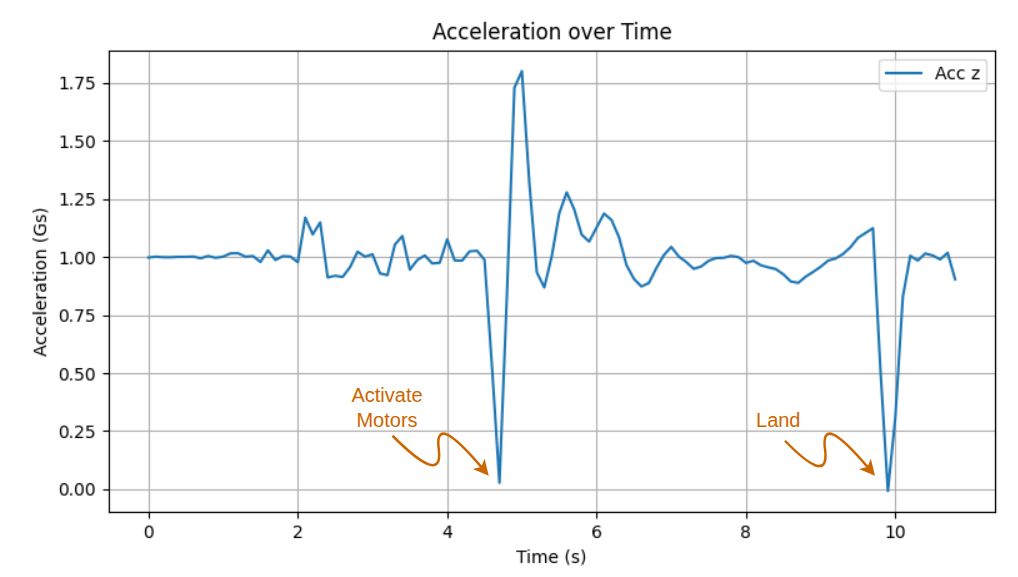 Acceleration over Time
Acc z
Acceleration (Gs)
1.75
1.50
1.25
1.00
0.75
0.50
0.25
0.00
Activate
Motors
Land
0
2
4
6
8
10
Time (s)